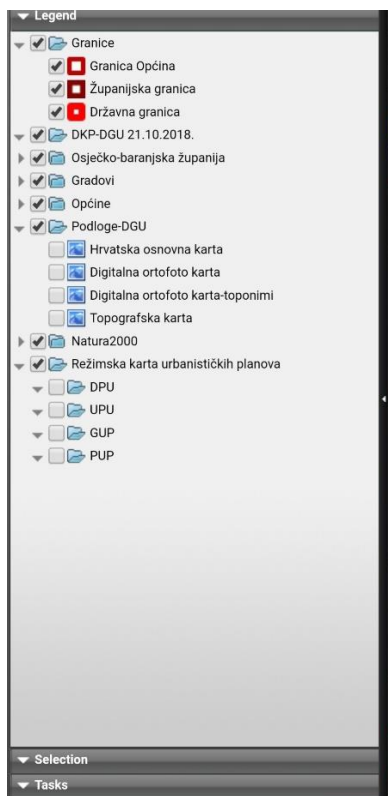 Legend
Granice
Granica Općina
Županijska granica
Državna granica
DKP-DGU 21.10.2018.
Osječko-baranjska županija
Gradovi
Općine
Podloge-DGU
Hrvatska osnovna karta
Digitalna ortofoto karta
Digitalna ortofoto karta-toponimi
Topografska karta
Natura2000
Režimska karta urbanističkih planova
DPU
UPU
GUP
PUP
Selection
Tasks